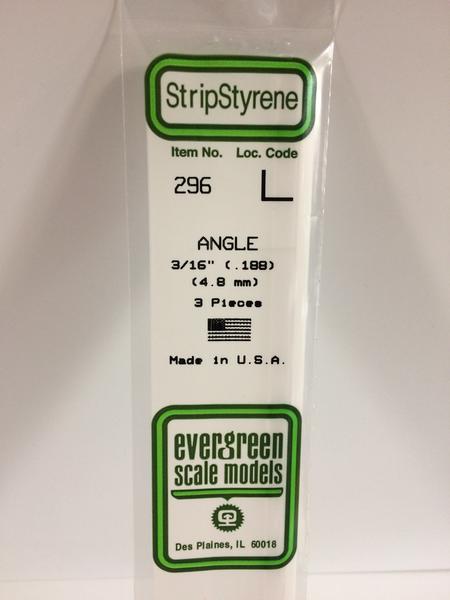 StripStyrene
Item No. Loc. Code
296 L
ANGLE
3/16" (.188)
(4.8 mm)
3 Pieces
Made in U.S.A.
evergreen
scale models
Des Plaines, IL 60018